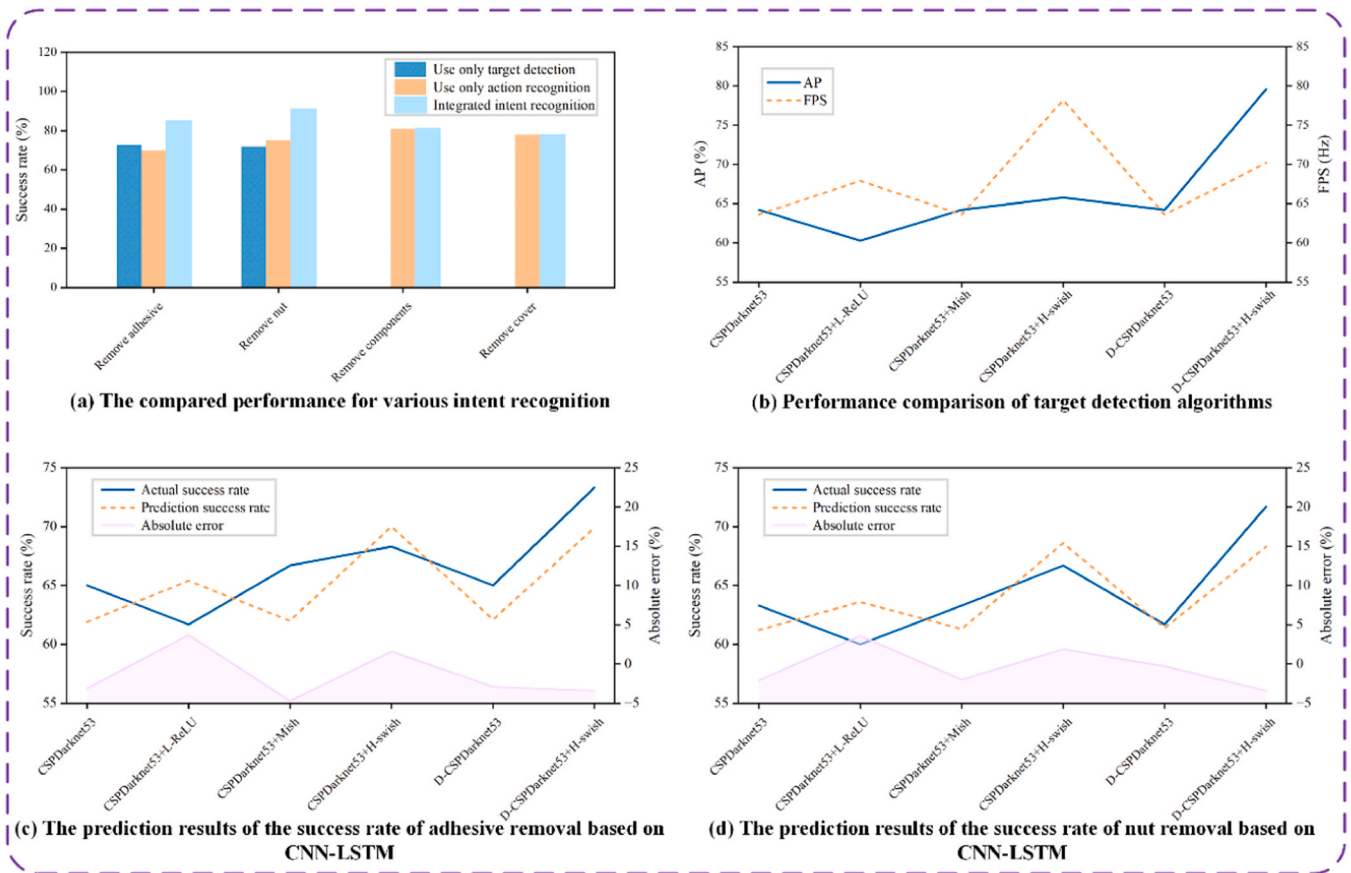 120
100
80
60
40
20
0
Success rate (%)
Use only target detection
Use only action recognition
Integrated intent recognition
Remove adhesive
Remove nut
Remove components
Remove cover
(a) The compared performance for various intent recognition
85
80
75
70
65
60
55
AP (%)
AP
FPS
85
80
75
70
65
60
55
FPS (Hz)
CSPDarknet53
CSPDarknet53+L-ReLU
CSPDarknet53+Mish
CSPDarknet53+H-swish
D-CSPDarknet53
D-CSPDarknet53+H-swish
(b) Performance comparison of target detection algorithms
75
70
65
60
55
Success rate (%)
Actual success rate
Prediction success rate
Absolute error
25
20
15
10
5
0
−5
Absolute error (%)
CSPDarknet53
CSPDarknet53+L-ReLU
CSPDarknet53+Mish
CSPDarknet53+H-swish
D-CSPDarknet53
D-CSPDarknet53+H-swish
(c) The prediction results of the success rate of adhesive removal based on
CNN-LSTM
75
70
65
60
55
Success rate (%)
Actual success rate
Prediction success rate
Absolute error
25
20
15
10
5
0
−5
Absolute error (%)
CSPDarknet53
CSPDarknet53+L-ReLU
CSPDarknet53+Mish
CSPDarknet53+H-swish
D-CSPDarknet53
D-CSPDarknet53+H-swish
(d) The prediction results of the success rate of nut removal based on
CNN-LSTM